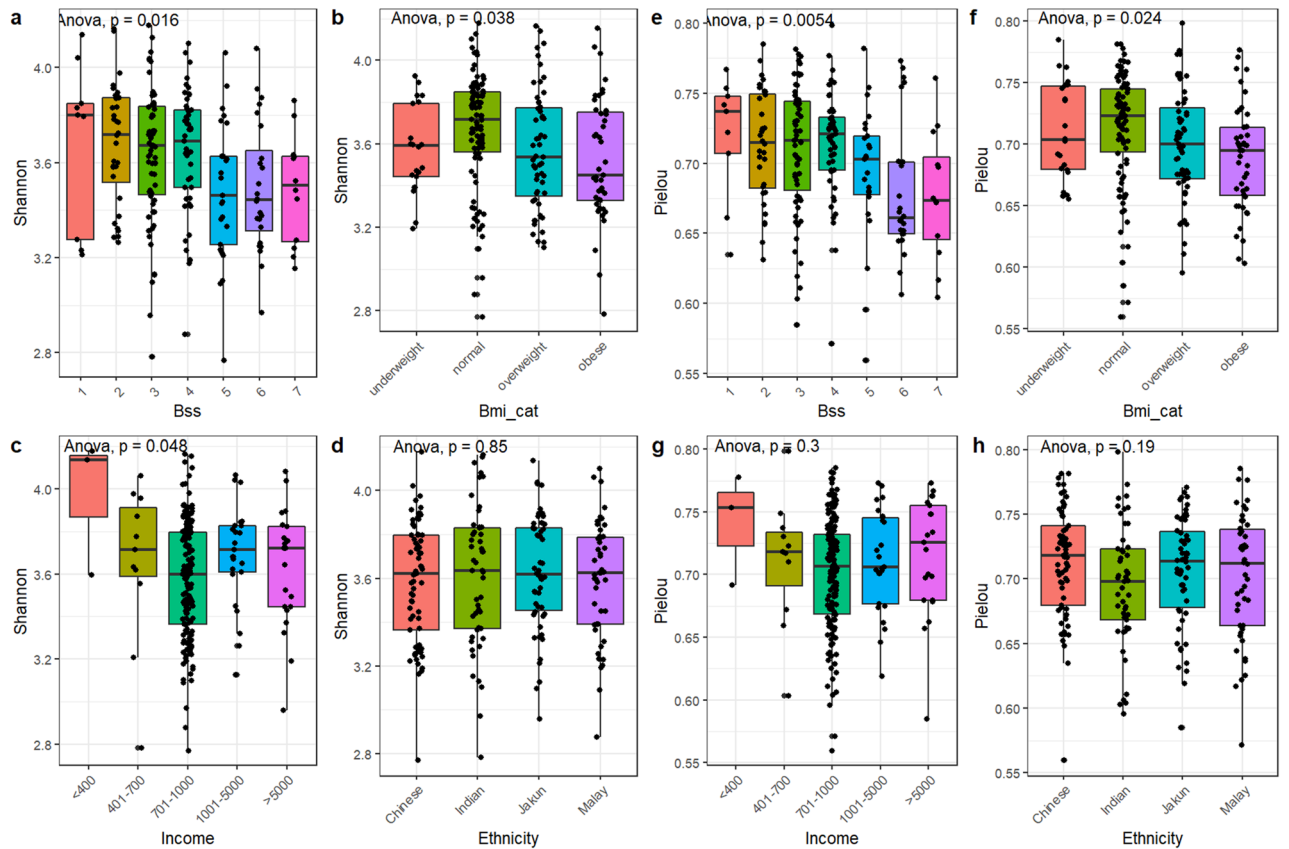 a
Anova, p = 0.016
Shannon
4.0
3.6
3.2
2.8
1 2 3 4 5 6 7
Bss
b
Anova, p = 0.038
Shannon
4.0
3.6
3.2
2.8
underweight normal overweight obese
Bmi_cat
e
Anova, p = 0.0054
Pielou
0.80
0.75
0.70
0.65
0.60
0.55
1 2 3 4 5 6 7
Bss
f
Anova, p = 0.024
Pielou
0.80
0.75
0.70
0.65
0.60
0.55
underweight normal overweight obese
Bmi_cat
c
Anova, p = 0.048
Shannon
4.0
3.6
3.2
2.8
<400 401-700 701-1000 1001-5000 >5000
Income
d
Anova, p = 0.85
Shannon
4.0
3.6
3.2
2.8
Chinese Indian Jakun Malay
Ethnicity
g
Anova, p = 0.3
Pielou
0.80
0.75
0.70
0.65
0.60
0.55
<400 401-700 701-1000 1001-5000 >5000
Income
h
Anova, p = 0.19
Pielou
0.80
0.75
0.70
0.65
0.60
0.55
Chinese Indian Jakun Malay
Ethnicity